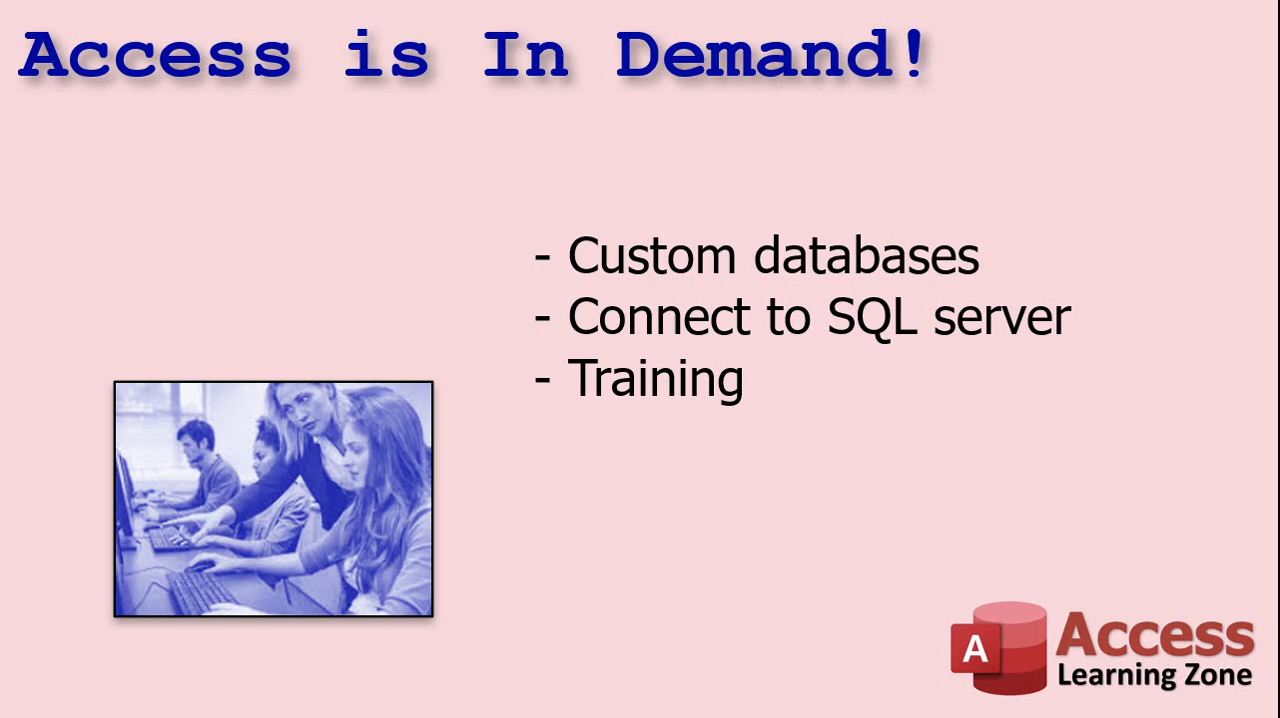 Access is In Demand!
- Custom databases
- Connect to SQL server
- Training
A
Access
Learning Zone